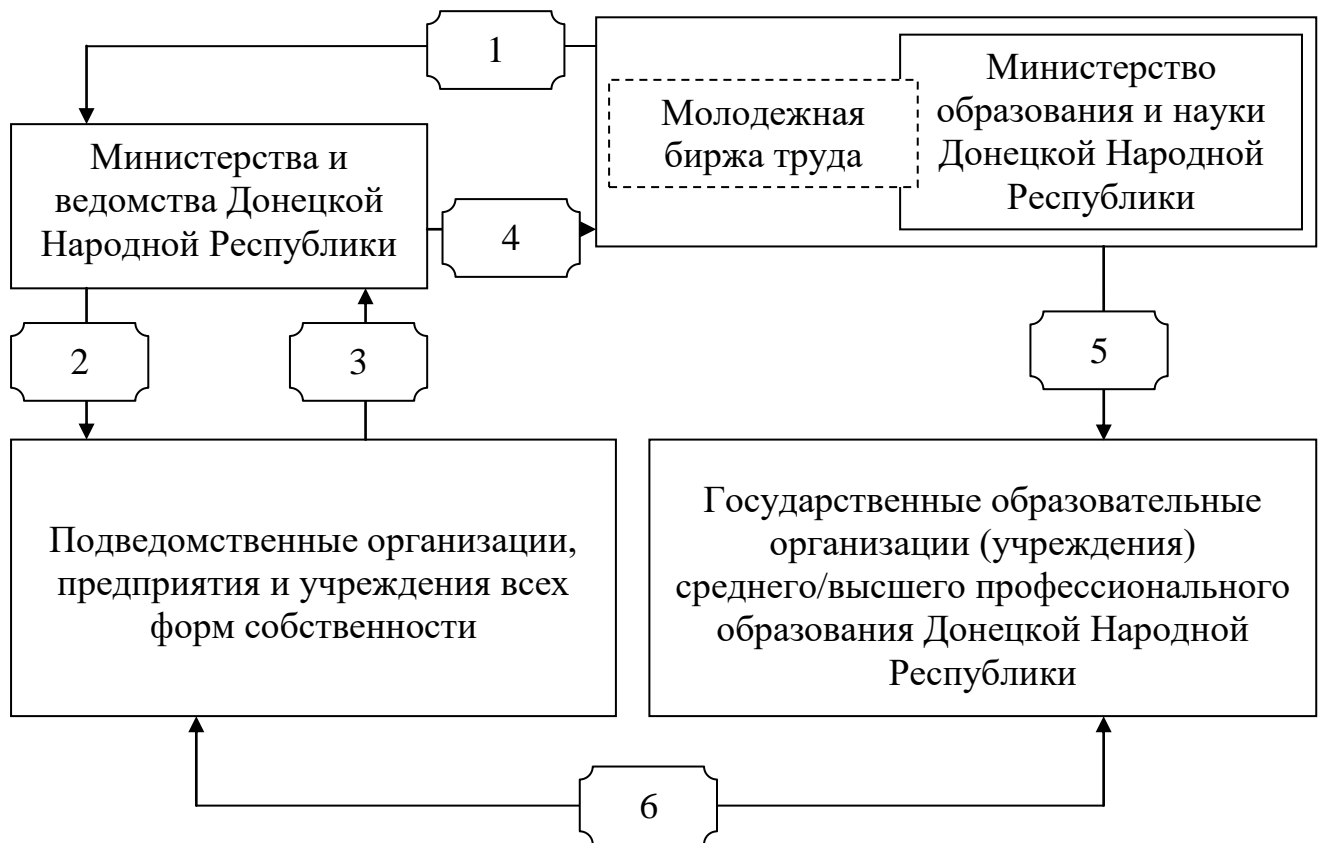 1
Министерство
образования и науки
Донецкой Народной
Республики
Молодежная
биржа труда
Министерства и
ведомства Донецкой
Народной Республики
4
2
3
5
Подведомственные организации,
предприятия и учреждения всех
форм собственности
Государственные образовательные
организации (учреждения)
среднего/высшего профессионального
образования Донецкой Народной
Республики
6